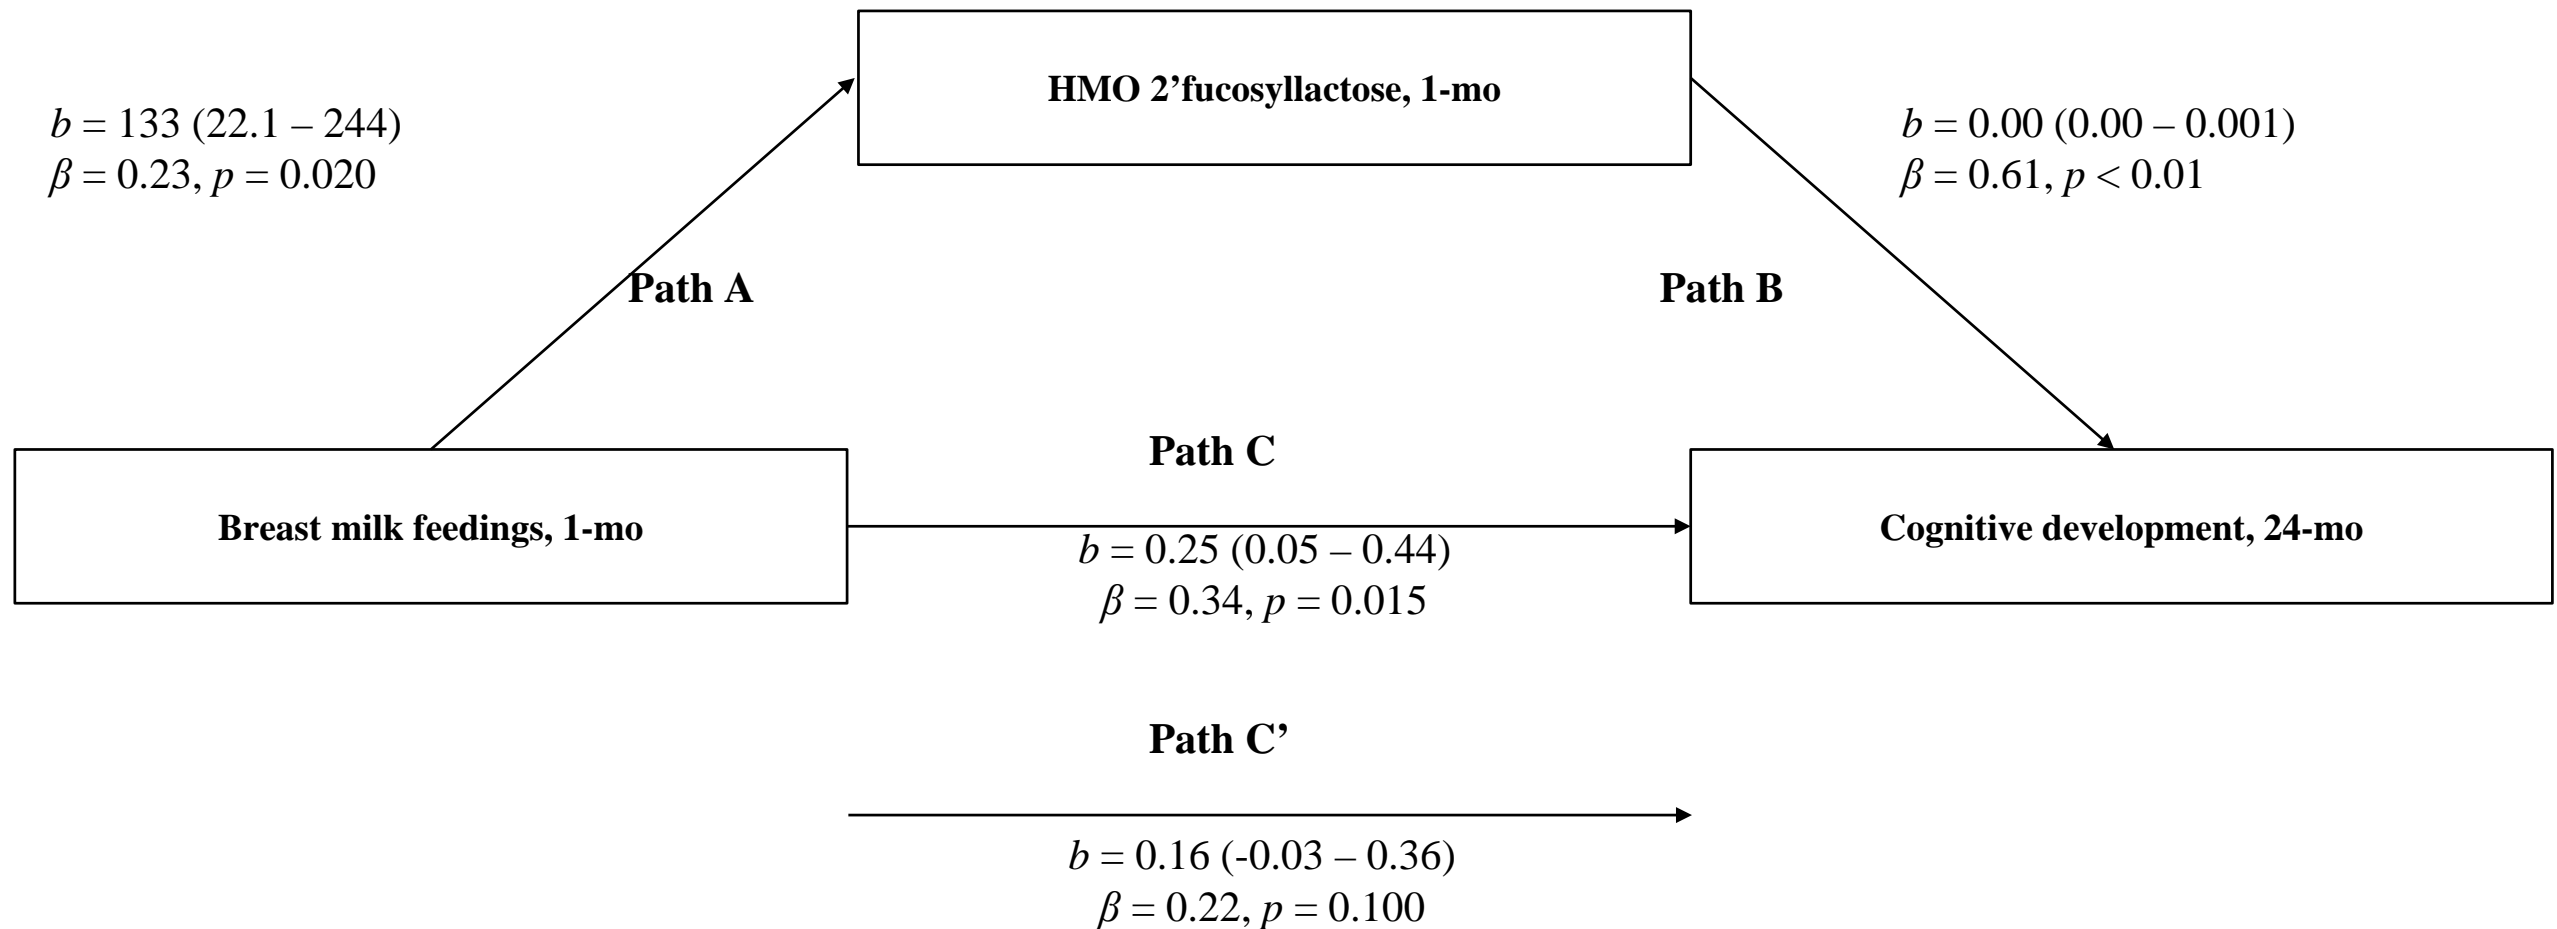 HMO 2’fucosyllactose, 1-mo
b = 133 (22.1 – 244)
β = 0.23, p = 0.020
b = 0.00 (0.00 – 0.001)
β = 0.61, p < 0.01
Path A
Path B
Path C
Breast milk feedings, 1-mo
Cognitive development, 24-mo
b = 0.25 (0.05 – 0.44)
β = 0.34, p = 0.015
Path C’
b = 0.16 (-0.03 – 0.36)
β = 0.22, p = 0.100